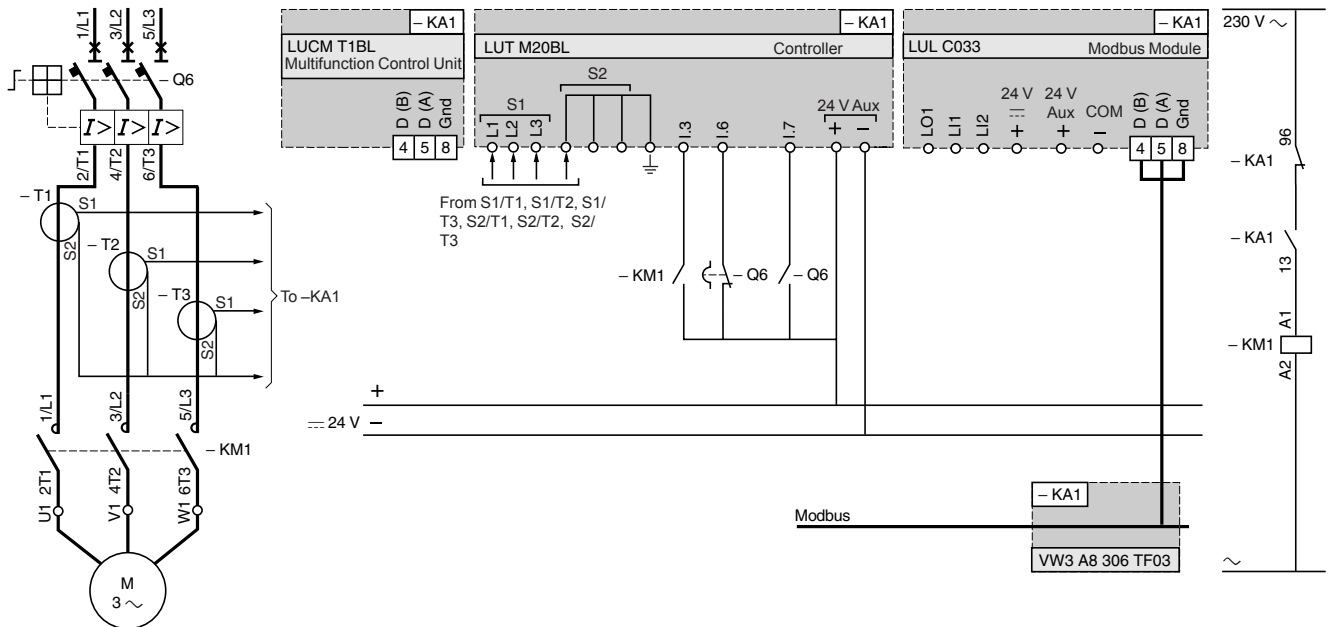 1/L1
3/L2
5/L3
– Q6
I >
I >
I >
2/T1
4/T2
6/T3
– T1
S1
S2
– T2
S1
S2
– T3
S1
S2
To –KA1
1/L1
3/L2
5/L3
– KM1
2T1
4T2
6T3
U1
V1
W1
M
3 ~
– KA1
LUCM T1BL
Multifunction Control Unit
D (B)
D (A)
Gnd
4
5
8
– KA1
LUT M20BL
Controller
S1
S2
L1
L2
L3
I.3
I.6
I.7
24 V Aux
+
–
From S1/T1, S1/T2, S1/
T3, S2/T1, S2/T2, S2/
T3
– KM1
– Q6
– Q6
+
24 V –
– KA1
LUL C033
Modbus Module
LO1
LI1
LI2
24 V
+
24 V
Aux
+
COM
–
D (B)
D (A)
Gnd
4
5
8
– KA1
Modbus
VW3 A8 306 TF03
230 V ~
96
– KA1
– KA1
13
A1
– KM1
A2
~